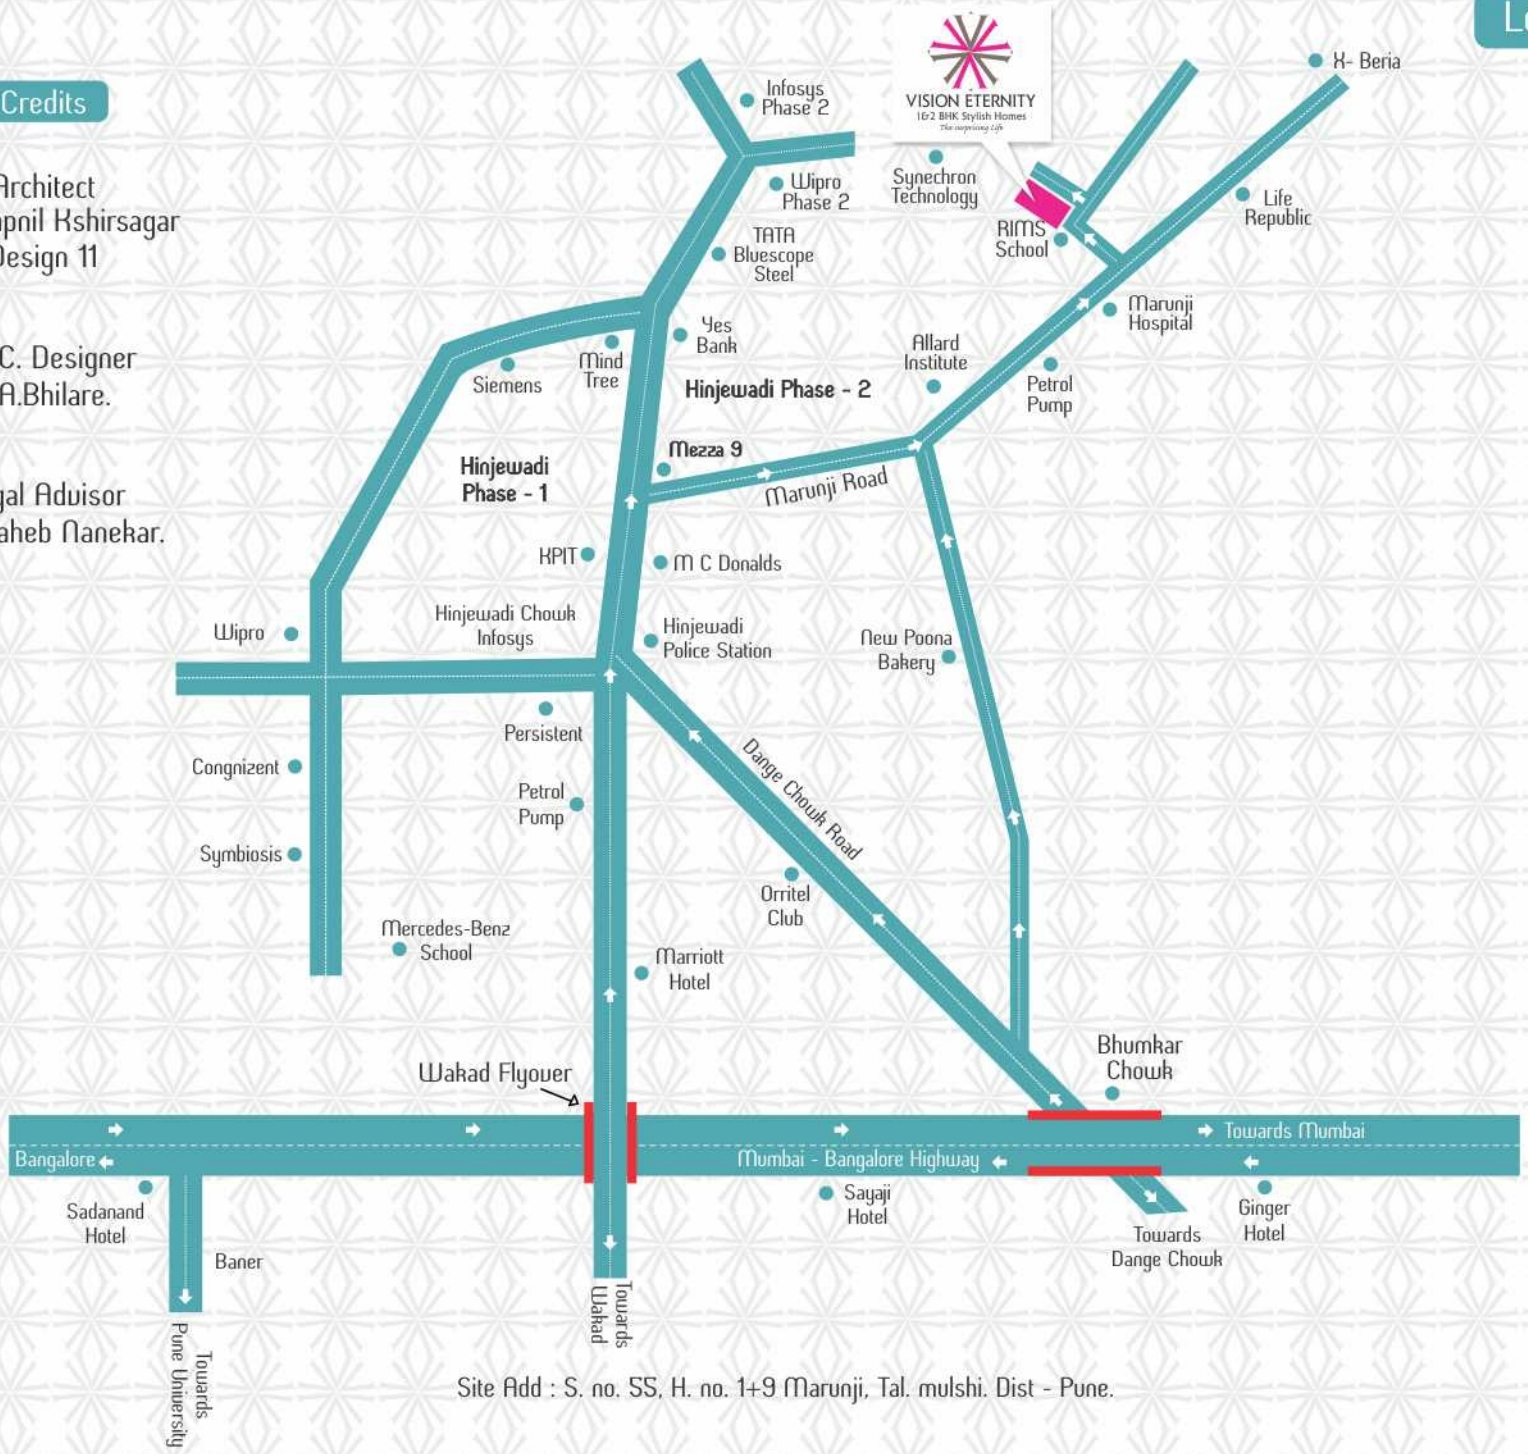 Credits
Architect
pnil Kshirsagar
Design 11
C. Designer
A.Bhilare.
gal Advisor
aheb Nanekar.
VISION ETERNITY
1&2 BHK Stylish Homes
The surprising Life
X- Beria
Infosys
Phase 2
Wipro
Phase 2
Synechron
Technology
Life
Republic
TATA
Bluescope
Steel
RIMS
School
Marunji
Hospital
Yes
Bank
Mind
Tree
Siemens
Allard
Institute
Petrol
Pump
Hinjewadi Phase - 2
Mezza 9
Hinjewadi
Phase - 1
Marunji Road
KPIT
M C Donalds
Hinjewadi Chowk
Infosys
Hinjewadi
Police Station
Wipro
New Poona
Bakery
Persistent
Congnizent
Petrol
Pump
Dange Chowk Road
Symbiosis
Orritel
Club
Mercedes-Benz
School
Marriott
Hotel
Wakad Flyover
Bhumkar
Chowk
Towards Mumbai
Bangalore
Mumbai - Bangalore Highway
Sadanand
Hotel
Sayaji
Hotel
Ginger
Hotel
Baner
Towards
Dange Chowk
Towards
Wakad
Towards
Pune University
Site Add : S. no. 55, H. no. 1+9 Marunji, Tal. mulshi. Dist - Pune.